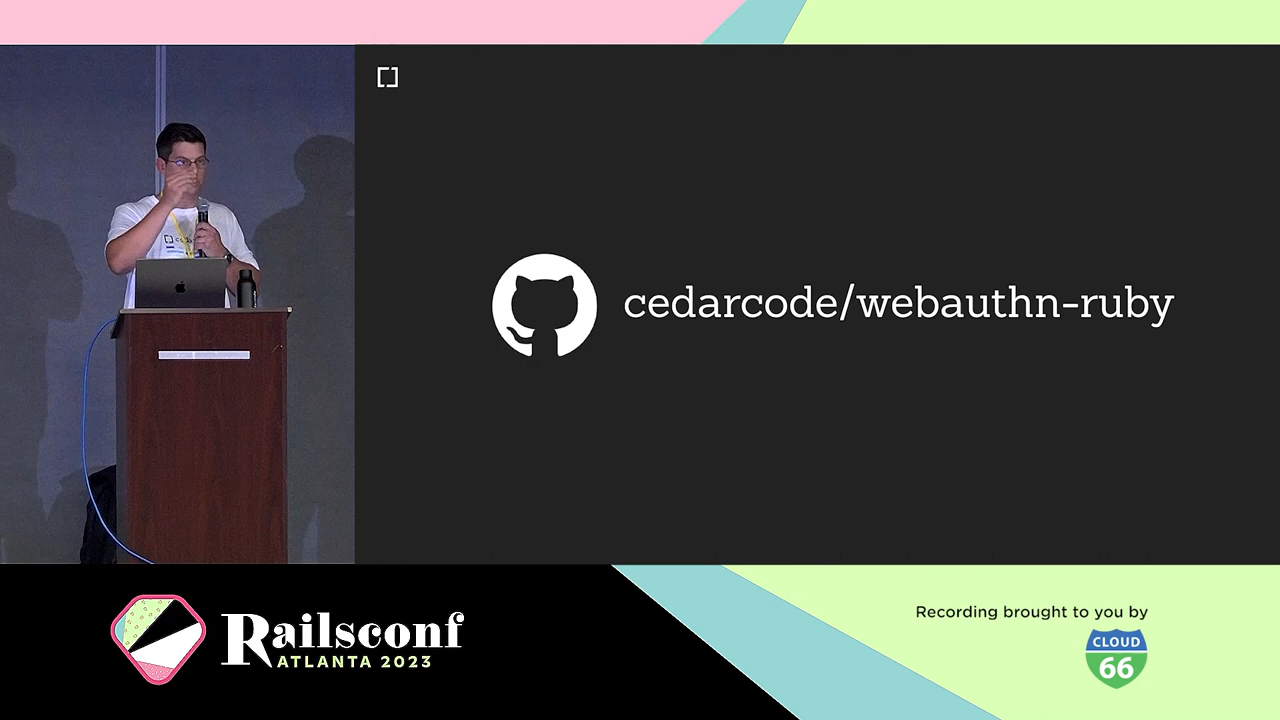 cedarcode/webauthn-ruby
Railsconf
ATLANTA 2023
Recording brought to you by
CLOUD
66